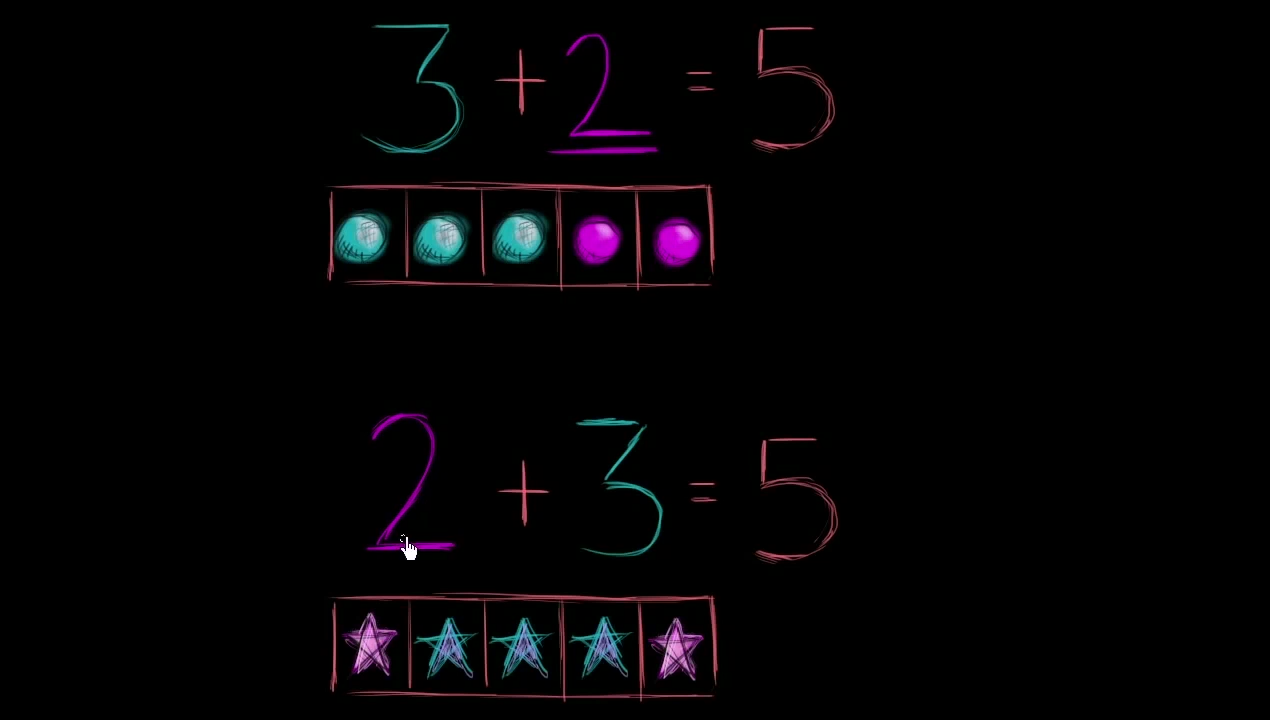 3 + 2 = 5
2 + 3 = 5